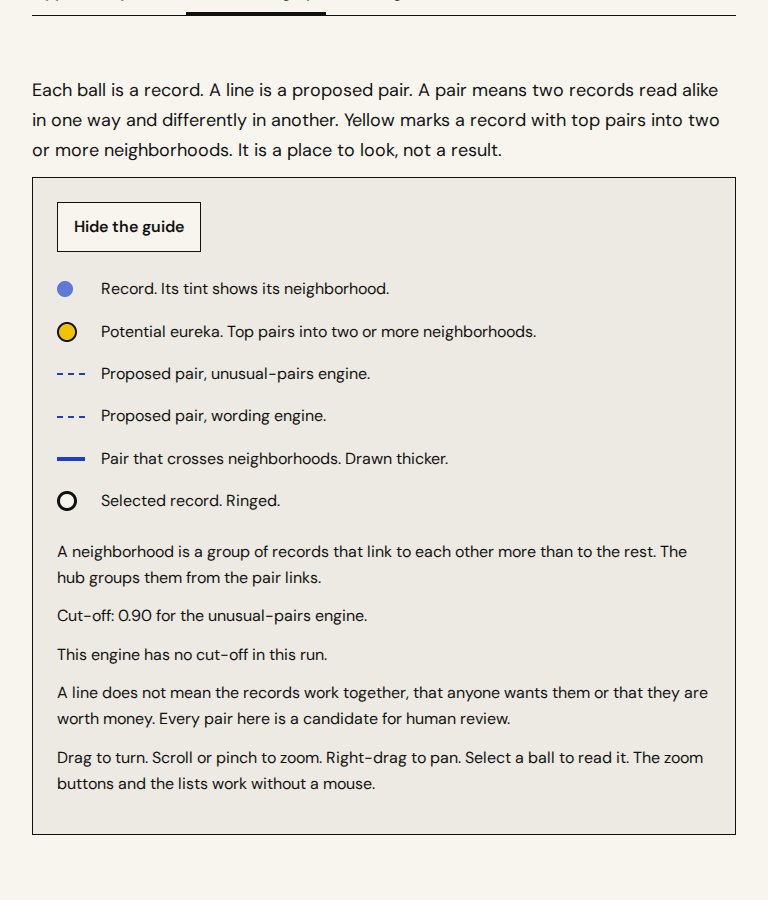 Each ball is a record. A line is a proposed pair. A pair means two records read alike
in one way and differently in another. Yellow marks a record with top pairs into two
or more neighborhoods. It is a place to look, not a result.
Hide the guide
Record. Its tint shows its neighborhood.
Potential eureka. Top pairs into two or more neighborhoods.
Proposed pair, unusual-pairs engine.
Proposed pair, wording engine.
Pair that crosses neighborhoods. Drawn thicker.
Selected record. Ringed.
A neighborhood is a group of records that link to each other more than to the rest. The
hub groups them from the pair links.
Cut-off: 0.90 for the unusual-pairs engine.
This engine has no cut-off in this run.
A line does not mean the records work together, that anyone wants them or that they are
worth money. Every pair here is a candidate for human review.
Drag to turn. Scroll or pinch to zoom. Right-drag to pan. Select a ball to read it. The zoom
buttons and the lists work without a mouse.